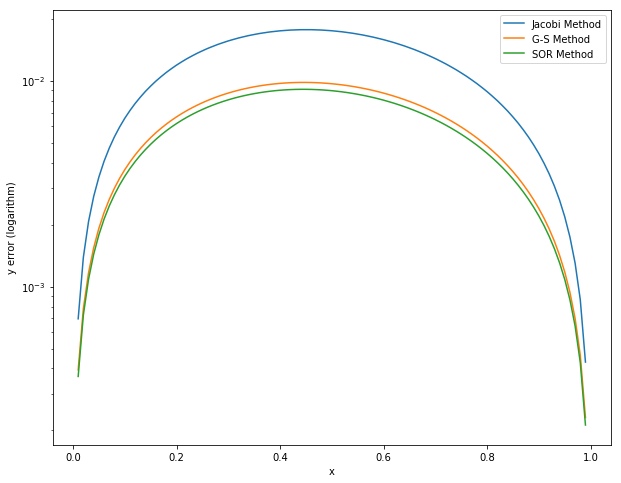 Jacobi Method
G-S Method
SOR Method
10⁻²
10⁻³
y error (logarithm)
0.0 0.2 0.4 0.6 0.8 1.0
x